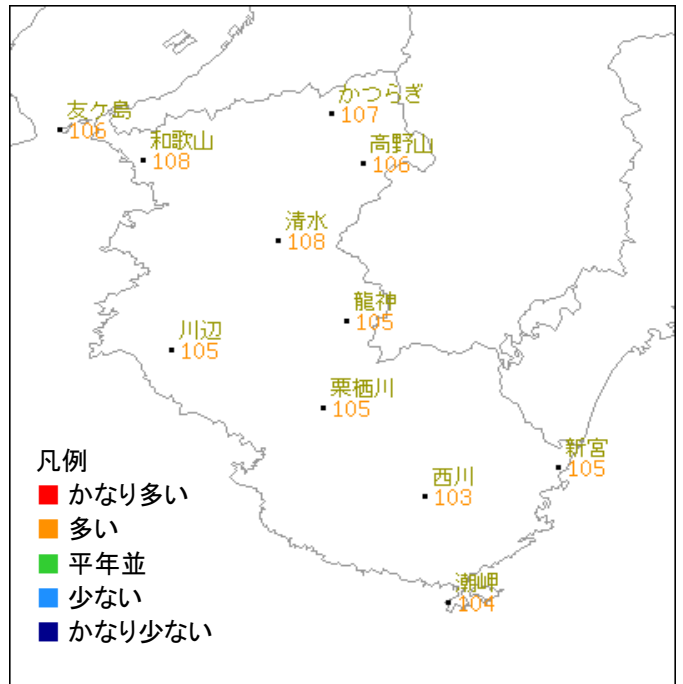 かつらぎ
107
友ケ島
106
和歌山
108
高野山
106
清水
108
龍神
105
川辺
105
栗栖川
105
新宮
105
西川
103
潮岬
104
凡例
かなり多い
多い
平年並
少ない
かなり少ない